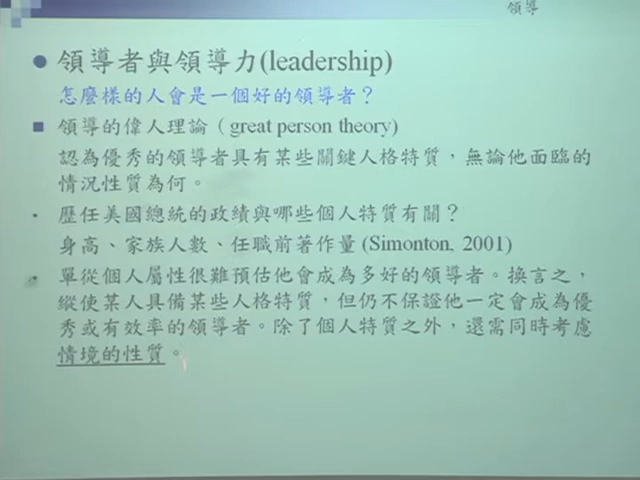 領導
領導者與領導力(leadership)
怎麼樣的人會是一個好的領導者？
領導的偉人理論（great person theory)
認為優秀的領導者具有某些關鍵人格特質，無論他面臨的
情況性質為何。
歷任美國總統的政績與哪些個人特質有關？
身高、家族人數、任職前著作量 (Simonton, 2001)
單從個人屬性很難預估他會成為多好的領導者。換言之，
縱使某人具備某些人格特質，但仍不保證他一定會成為優
秀或有效率的領導者。除了個人特質之外，還需同時考慮
情境的性質。